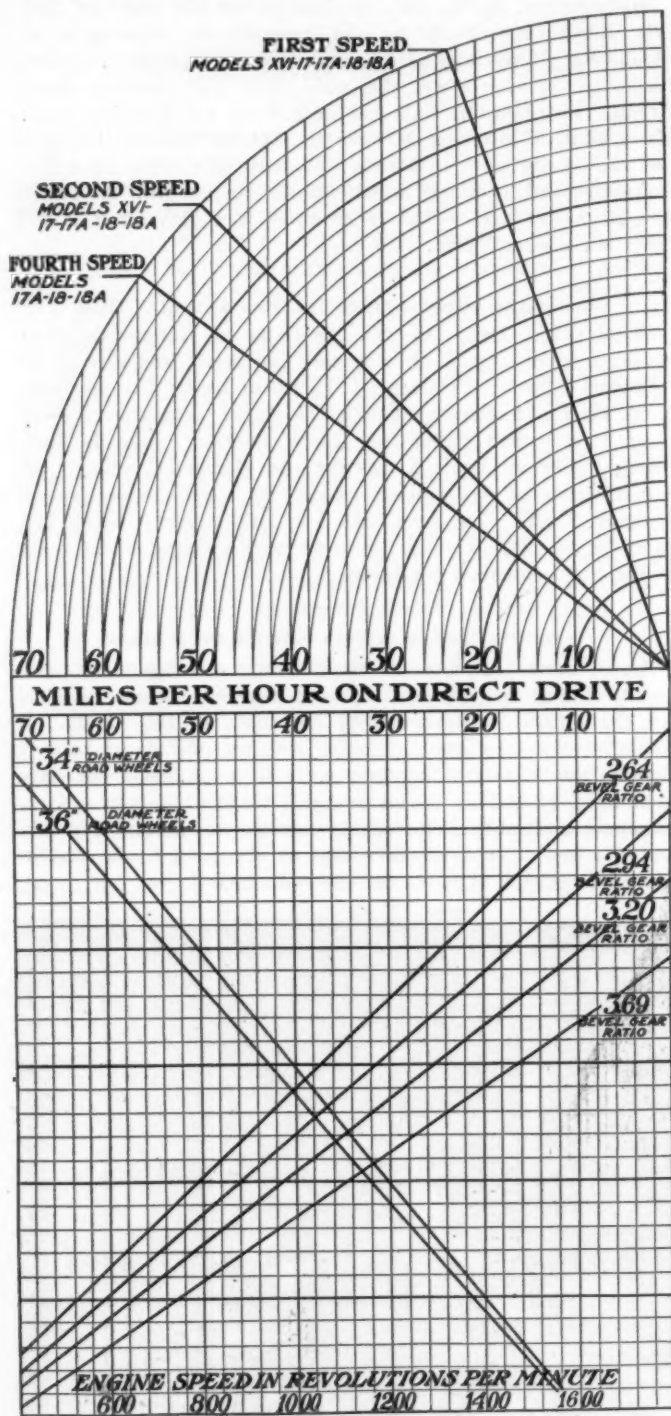 FIRST SPEED
MODELS XVI-17-17A-18-18A
SECOND SPEED
MODELS XVI-
17-17A-18-18A
FOURTH SPEED
MODELS
17A-18-18A
70 60 50 40 30 20 10
MILES PER HOUR ON DIRECT DRIVE
70 60 50 40 30 20 10
34" DIAMETER
ROAD WHEELS
36" DIAMETER
ROAD WHEELS
2.64
BEVEL GEAR
RATIO
2.94
BEVEL GEAR
RATIO
3.20
BEVEL GEAR
RATIO
3.69
BEVEL GEAR
RATIO
ENGINE SPEED IN REVOLUTIONS PER MINUTE
600 800 1000 1200 1400 1600